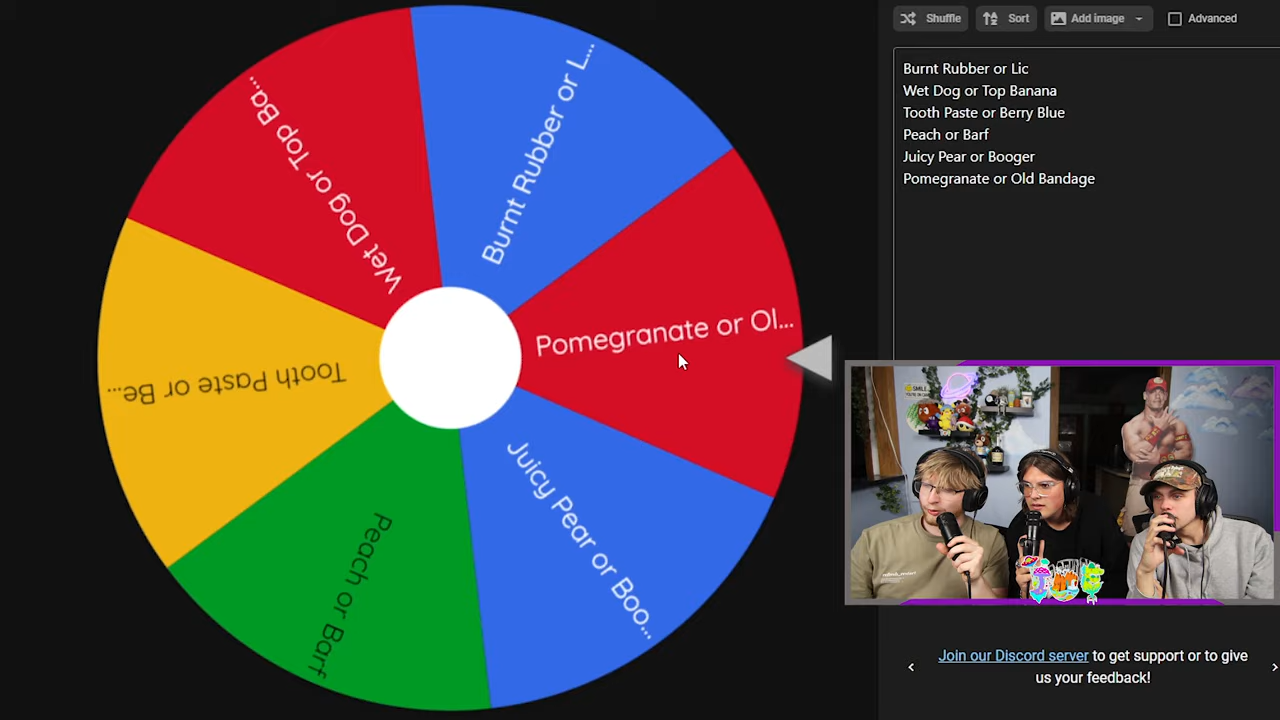 Shuffle
Sort
Add image
Advanced
Burnt Rubber or Lic
Wet Dog or Top Banana
Tooth Paste or Berry Blue
Peach or Barf
Juicy Pear or Booger
Pomegranate or Old Bandage
Burnt Rubber or L...
Wet Dog or Top Ba...
Pomegranate or Ol...
Tooth Paste or Be...
Juicy Pear or Boo...
Peach or Barf
SMILE
Join our Discord server to get support or to give
us your feedback!